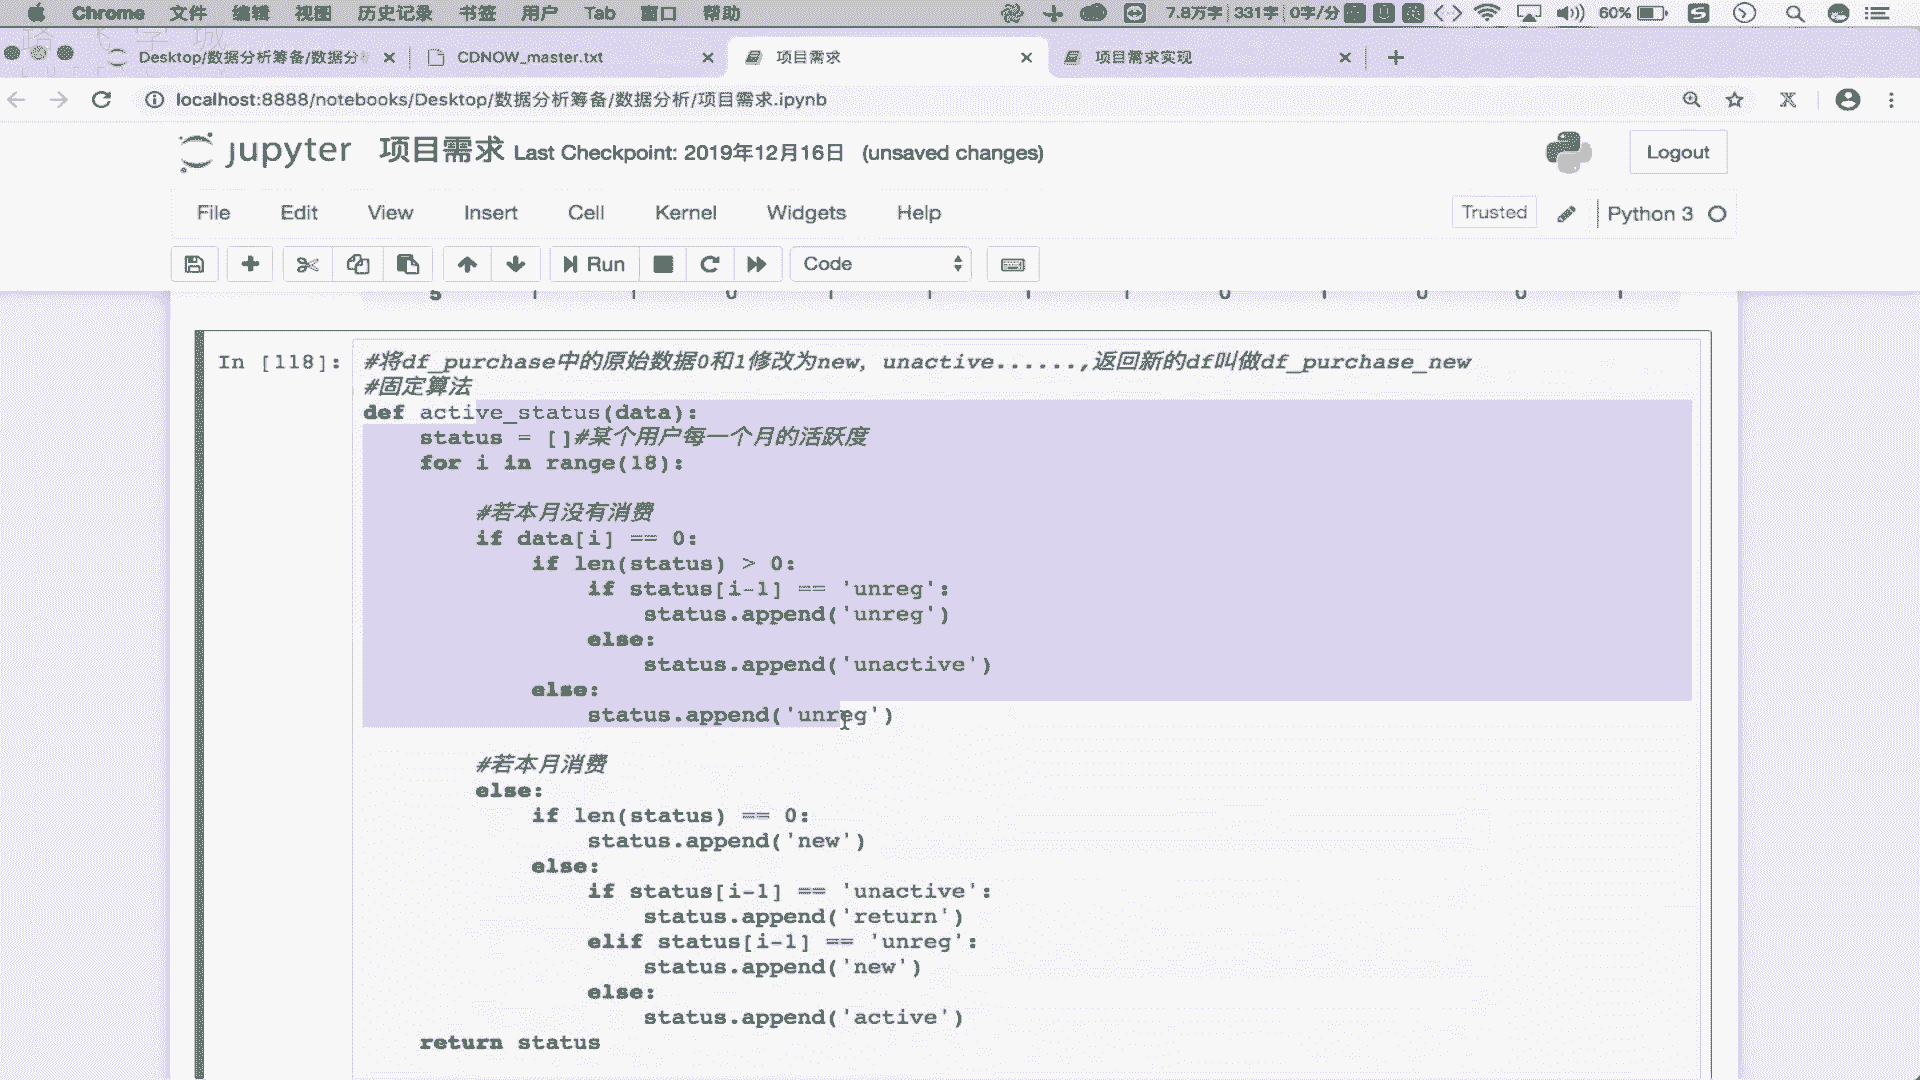 Chrome 文件 编辑 视图 历史记录 书签 用户 Tab 窗口 帮助 7.8万字 331字 0字/分 60%
Desktop/数据分析筹备/数据分 CDNOW_master.txt 项目需求 项目需求实现
localhost:8888/notebooks/Desktop/数据分析筹备/数据分析/项目需求.ipynb
jupyter 项目需求 Last Checkpoint: 2019年12月16日 (unsaved changes) Logout
File Edit View Insert Cell Kernel Widgets Help Trusted Python 3
Run Code
In [118]: #将df_purchase中的原始数据0和1修改为new, unactive......,返回新的df叫做df_purchase_new
#固定算法
def active_status(data):
status = []#某个用户每一个月的活跃度
for i in range(18):
#若本月没有消费
if data[i] == 0:
if len(status) > 0:
if status[i-1] == 'unreg':
status.append('unreg')
else:
status.append('unactive')
else:
status.append('unreg')
#若本月消费
else:
if len(status) == 0:
status.append('new')
else:
if status[i-1] == 'unactive':
status.append('return')
elif status[i-1] == 'unreg':
status.append('new')
else:
status.append('active')
return status